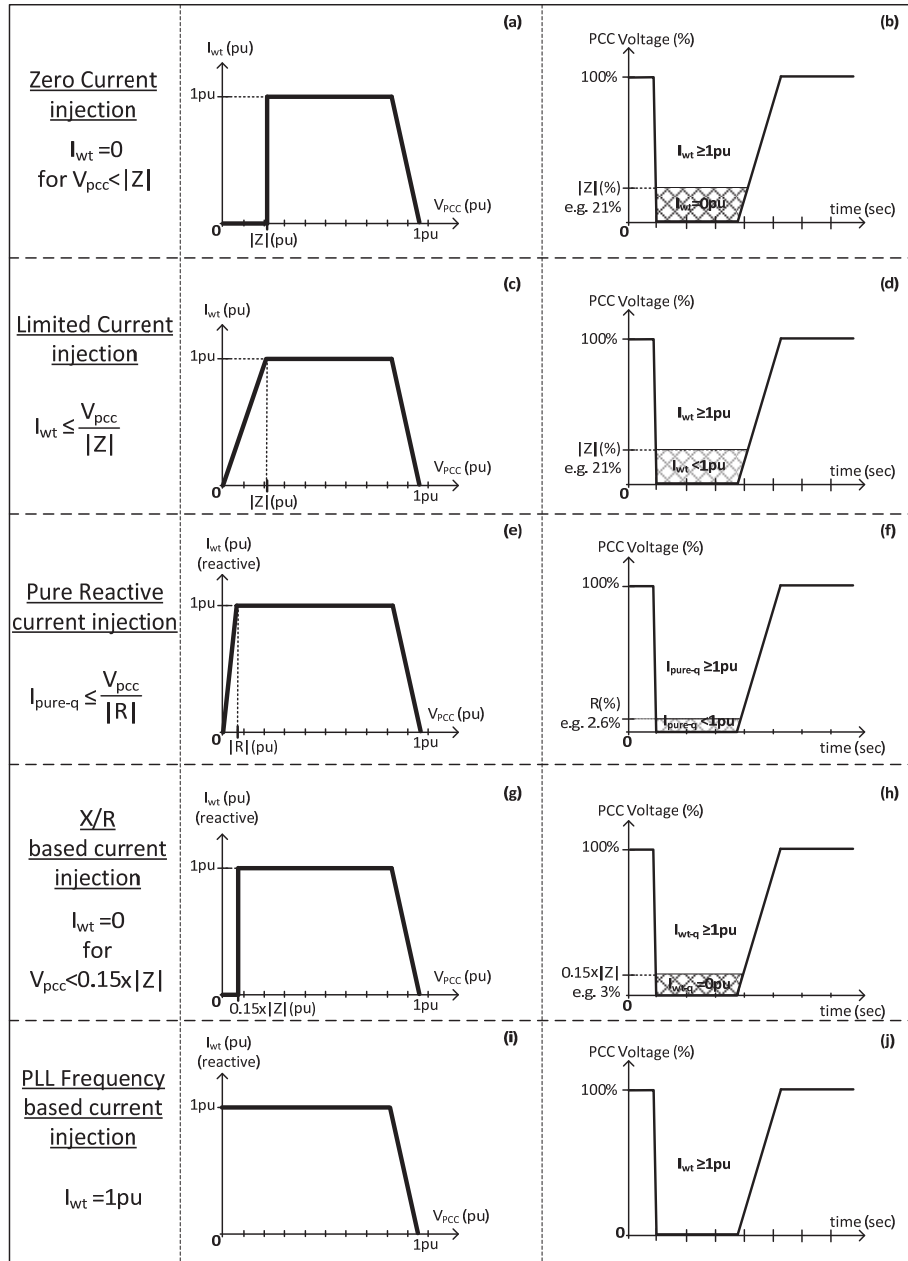 Zero Current
injection
I_wt =0
for V_pcc<|Z|
(a)
I_wt (pu)
1pu
0
|Z|(pu)
V_PCC (pu)
1pu
(b)
PCC Voltage (%)
100%
I_wt ≥1pu
|Z|(%)
e.g. 21%
I_wt=0pu
0
time (sec)
Limited Current
injection
I_wt ≤ V_pcc
|Z|
(c)
I_wt (pu)
1pu
V_PCC (pu)
0
|Z|(pu)
1pu
(d)
PCC Voltage (%)
100%
I_wt ≥1pu
|Z|(%)
e.g. 21%
I_wt <1pu
0
time (sec)
Pure Reactive
current injection
I_pure-q ≤ V_pcc
|R|
(e)
I_wt (pu)
(reactive)
1pu
V_PCC (pu)
0
|R|(pu)
1pu
(f)
PCC Voltage (%)
100%
I_pure-q ≥1pu
R(%)
e.g. 2.6%
I_pure-q <1pu
0
time (sec)
X/R
based current
injection
I_wt =0
for
V_pcc<0.15x|Z|
(g)
I_wt (pu)
(reactive)
1pu
V_PCC (pu)
0
0.15x|Z|(pu)
1pu
(h)
PCC Voltage (%)
100%
I_wt-q ≥1pu
0.15x|Z|
e.g. 3%
I_wt-q=0pu
0
time (sec)
PLL Frequency
based current
injection
I_wt =1pu
(i)
I_wt (pu)
(reactive)
1pu
V_PCC (pu)
0
1pu
(j)
PCC Voltage (%)
100%
I_wt ≥1pu
0
time (sec)